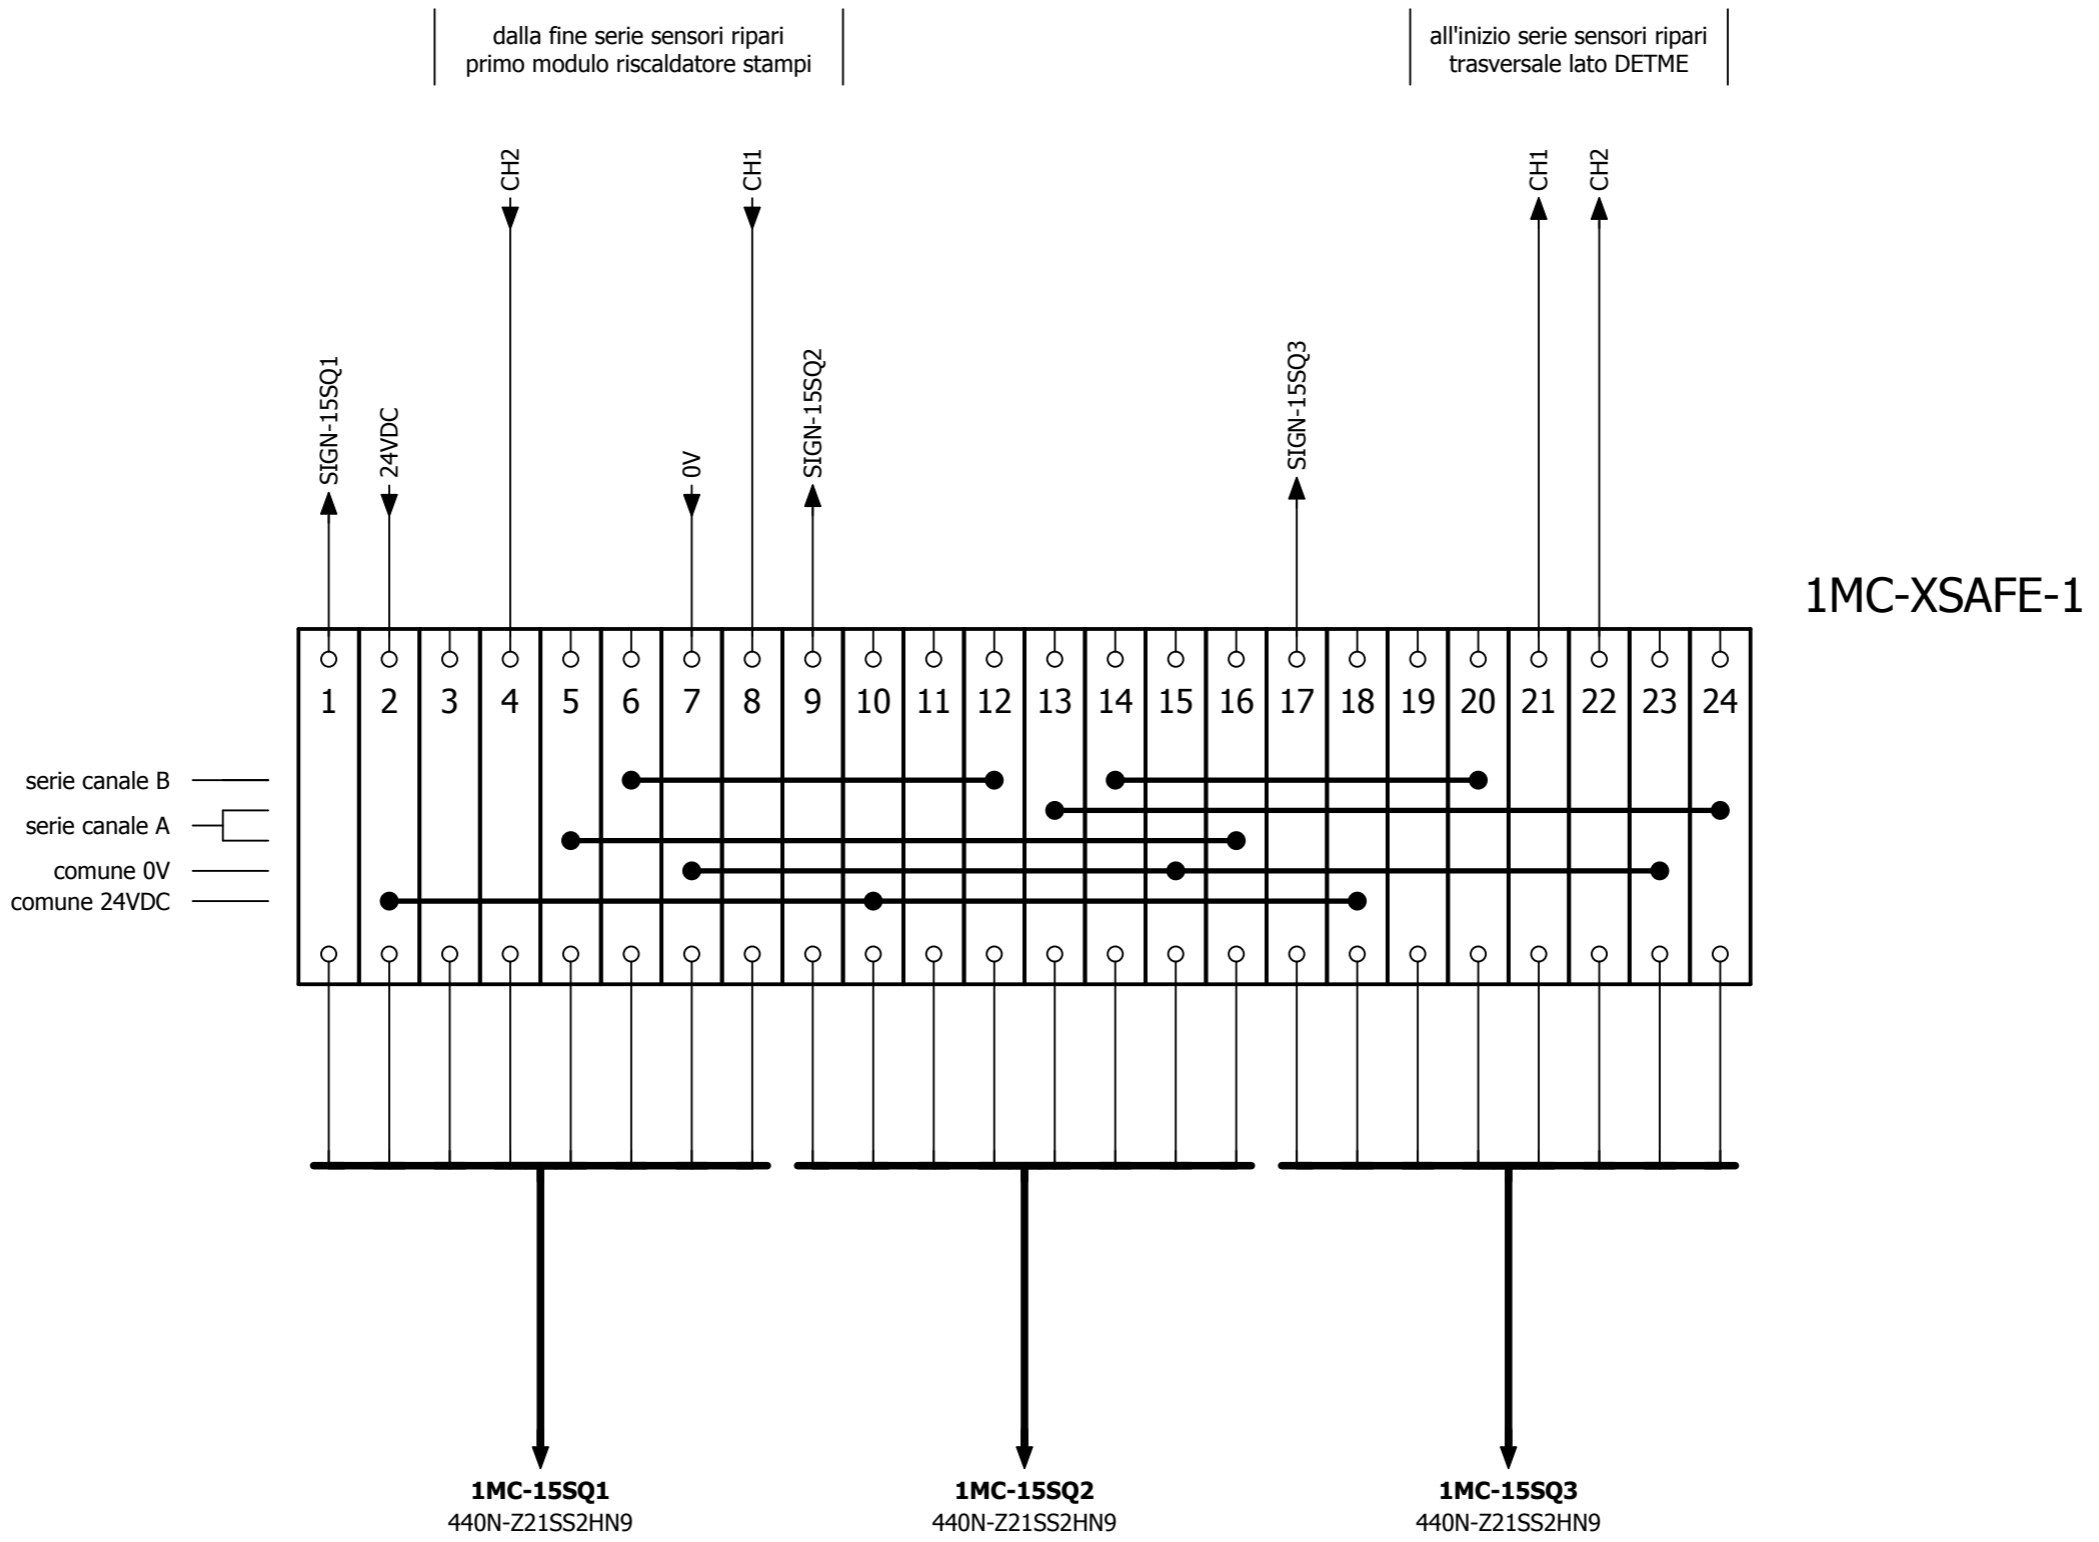 dalla fine serie sensori ripari
primo modulo riscaldatore stampi
all'inizio serie sensori ripari
trasversale lato DETME
CH2
CH1
CH1
CH2
SIGN-15SQ1
24VDC
0V
SIGN-15SQ2
SIGN-15SQ3
1MC-XSAFE-1
1 2 3 4 5 6 7 8 9 10 11 12 13 14 15 16 17 18 19 20 21 22 23 24
serie canale B
serie canale A
comune 0V
comune 24VDC
1MC-15SQ1
440N-Z21SS2HN9
1MC-15SQ2
440N-Z21SS2HN9
1MC-15SQ3
440N-Z21SS2HN9